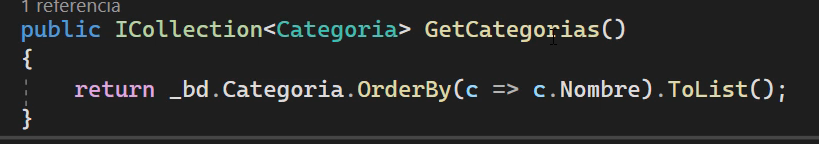 1 referencia
public ICollection<Categoria> GetCategorias()
{
    return _bd.Categoria.OrderBy(c => c.Nombre).ToList();
}